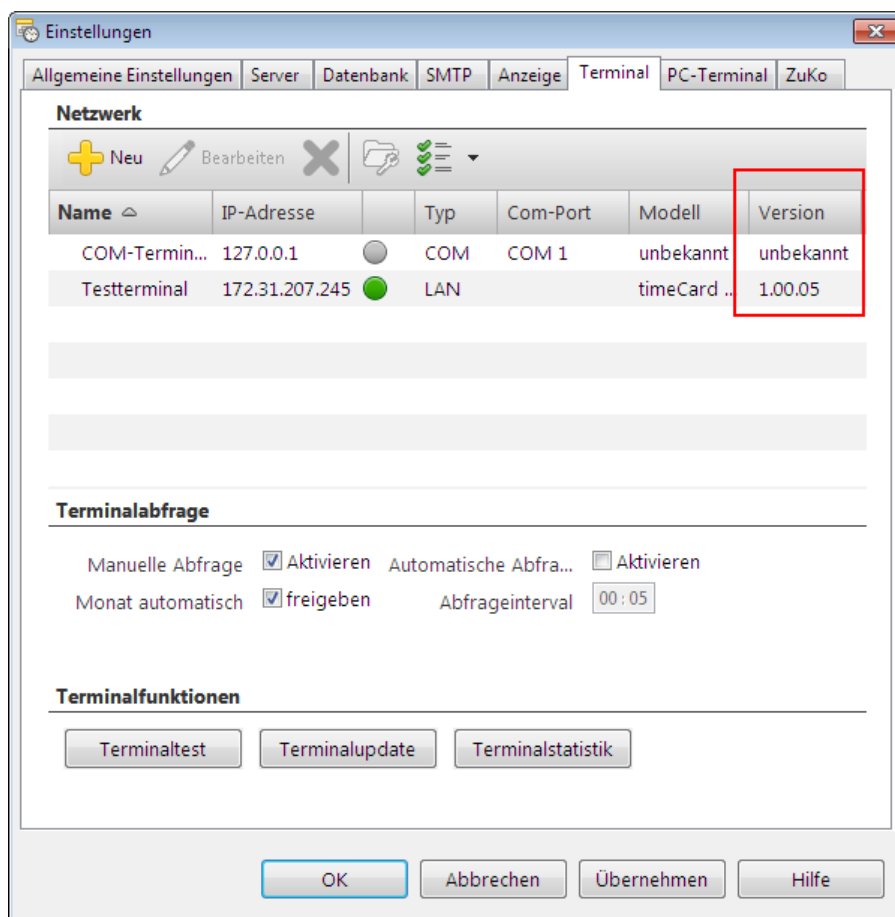 Einstellungen
Allgemeine Einstellungen Server Datenbank SMTP Anzeige Terminal PC-Terminal ZuKo
Netzwerk
Neu Bearbeiten
Name IP-Adresse Typ Com-Port Modell Version
COM-Termin... 127.0.0.1 COM COM 1 unbekannt unbekannt
Testterminal 172.31.207.245 LAN timeCard ... 1.00.05
Terminalabfrage
Manuelle Abfrage Aktivieren Automatische Abfra... Aktivieren
Monat automatisch freigeben Abfrageinterval 00 : 05
Terminalfunktionen
Terminaltest Terminalupdate Terminalstatistik
OK Abbrechen Übernehmen Hilfe